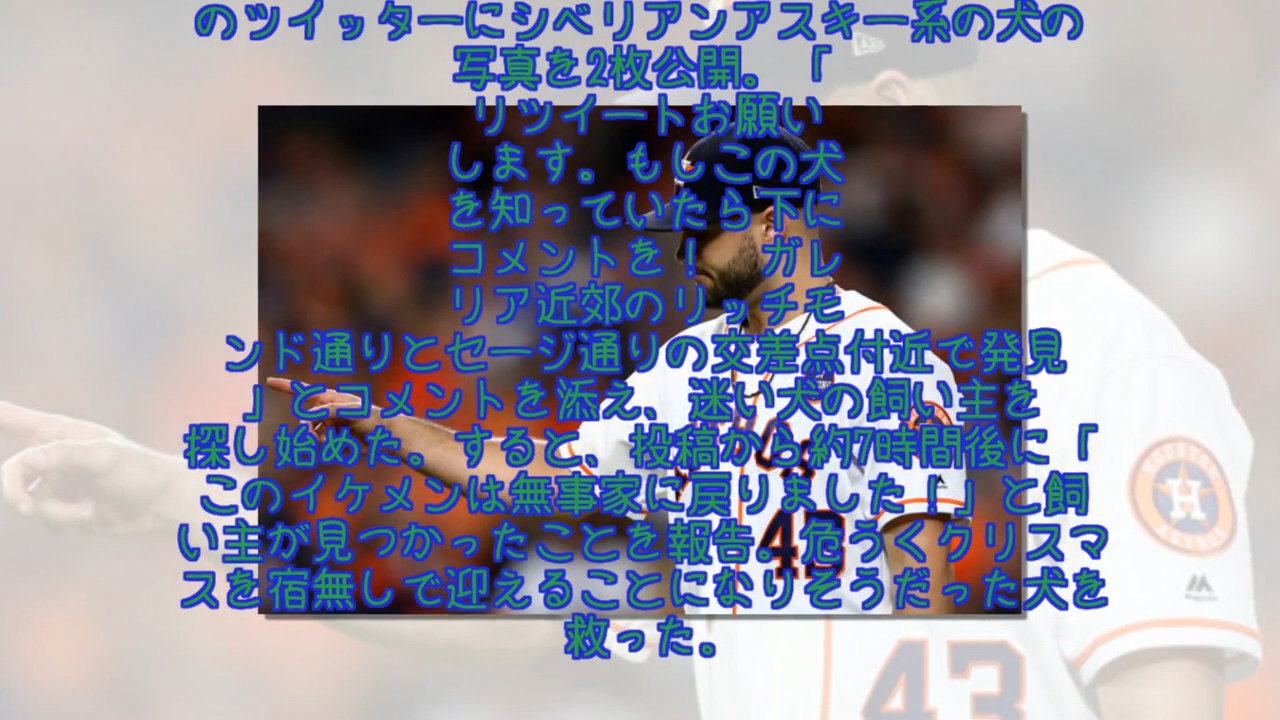 のツイッターにシベリアンアスキー系の犬の
写真を2枚公開。「
リツイートお願い
します。もしこの犬
を知っていたら下に
コメントを！　ガレ
リア近郊のリッチモ
ンド通りとセージ通りの交差点付近で発見
」とコメントを添え、迷い犬の飼い主を
探し始めた。すると、投稿から約7時間後に「
このイケメンは無事家に戻りました！」と飼
い主が見つかったことを報告。危うくクリスマ
スを宿無しで迎えることになりそうだった犬を
救った。
43
H
43